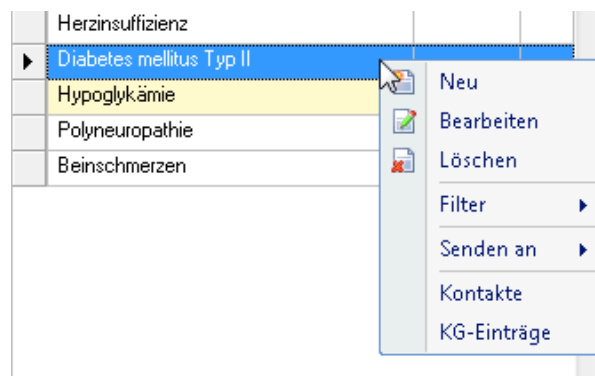 Herzinsuffizienz
Diabetes mellitus Typ II
Hypoglykämie
Polyneuropathie
Beinschmerzen
Neu
Bearbeiten
Löschen
Filter
Senden an
Kontakte
KG-Einträge